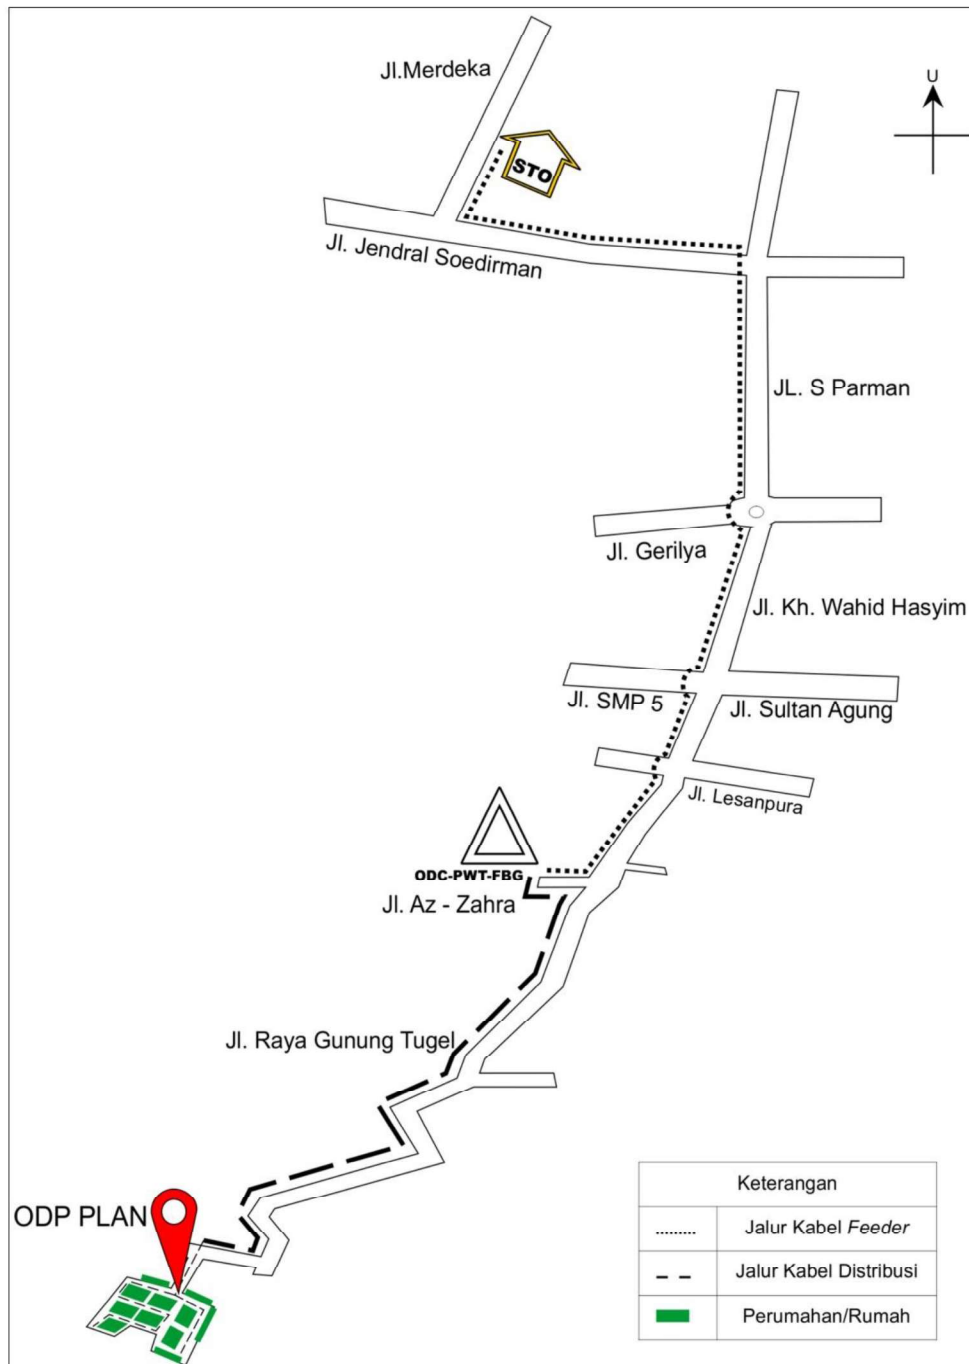 Jl.Merdeka
U
STO
Jl. Jendral Soedirman
JL. S Parman
Jl. Gerilya
Jl. Kh. Wahid Hasyim
Jl. SMP 5
Jl. Sultan Agung
Jl. Lesanpura
ODC-PWT-FBG
Jl. Az - Zahra
Jl. Raya Gunung Tugel
ODP PLAN
Keterangan
Jalur Kabel Feeder
Jalur Kabel Distribusi
Perumahan/Rumah